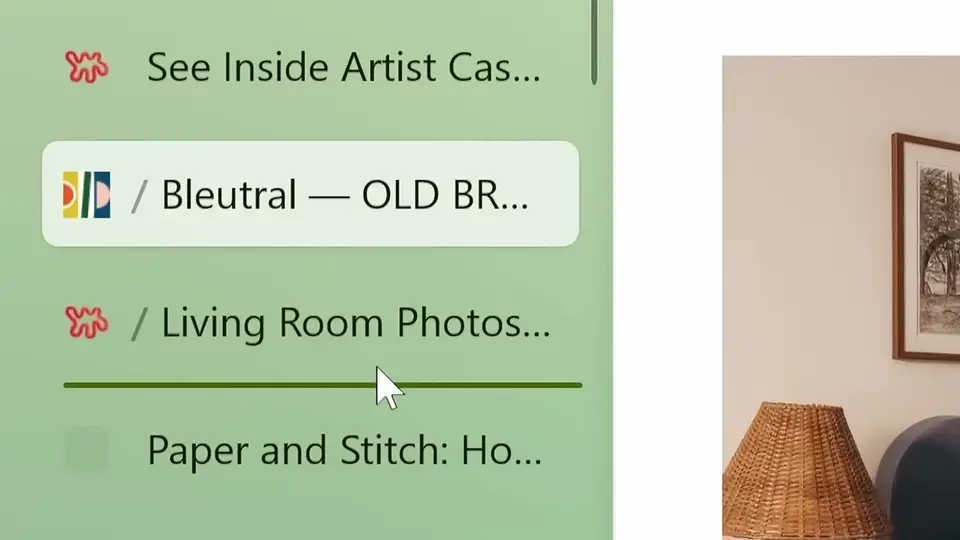 See Inside Artist Cas...
/ Bleutral — OLD BR...
/ Living Room Photos...
Paper and Stitch: Ho...